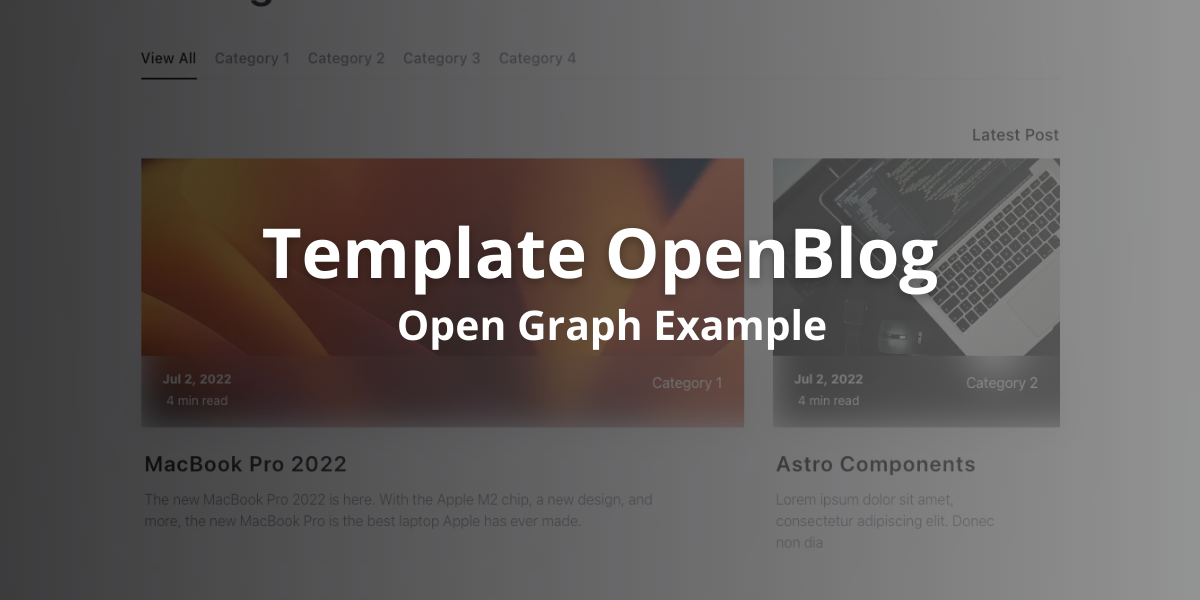 View All Category 1 Category 2 Category 3 Category 4
Latest Post
Template OpenBlog
Open Graph Example
Jul 2, 2022
4 min read
Category 1
Jul 2, 2022
4 min read
Category 2
MacBook Pro 2022
The new MacBook Pro 2022 is here. With the Apple M2 chip, a new design, and
more, the new MacBook Pro is the best laptop Apple has ever made.
Astro Components
Lorem ipsum dolor sit amet,
consectetur adipiscing elit. Donec
non dia